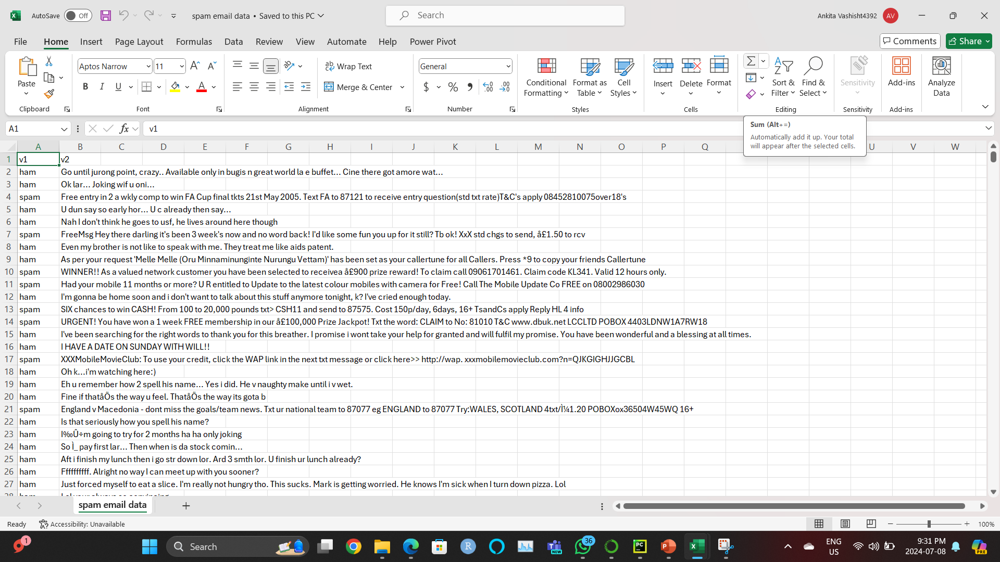 AutoSave Off spam email data • Saved to this PC Search Ankita Vashisht4392 AV
File Home Insert Page Layout Formulas Data Review View Automate Help Power Pivot Comments Share
Paste Aptos Narrow 11 Wrap Text General Conditional Formatting Format as Table Cell Styles Insert Delete Format Sort & Filter Find & Select Sensitivity Add-ins Analyze Data
B I U A Merge & Center $ %
Clipboard Font Alignment Number Styles Cells Editing Sensitivity Add-ins
A1 fx v1
Sum (Alt+=)
Automatically add it up. Your total
will appear after the selected cells.
A B C D E F G H I J K L M N O P Q U V W
1 v1 v2
2 ham Go until jurong point, crazy.. Available only in bugis n great world la e buffet... Cine there got amore wat...
3 ham Ok lar... Joking wif u oni...
4 spam Free entry in 2 a wkly comp to win FA Cup final tkts 21st May 2005. Text FA to 87121 to receive entry question(std txt rate)T&C's apply 08452810075over18's
5 ham U dun say so early hor... U c already then say...
6 ham Nah I don't think he goes to usf, he lives around here though
7 spam FreeMsg Hey there darling it's been 3 week's now and no word back! I'd like some fun you up for it still? Tb ok! XxX std chgs to send, å£1.50 to rcv
8 ham Even my brother is not like to speak with me. They treat me like aids patent.
9 ham As per your request 'Melle Melle (Oru Minnaminunginte Nurungu Vettam)' has been set as your callertune for all Callers. Press *9 to copy your friends Callertune
10 spam WINNER!! As a valued network customer you have been selected to receivea å£900 prize reward! To claim call 09061701461. Claim code KL341. Valid 12 hours only.
11 spam Had your mobile 11 months or more? U R entitled to Update to the latest colour mobiles with camera for Free! Call The Mobile Update Co FREE on 08002986030
12 ham I'm gonna be home soon and i don't want to talk about this stuff anymore tonight, k? I've cried enough today.
13 spam SIX chances to win CASH! From 100 to 20,000 pounds txt> CSH11 and send to 87575. Cost 150p/day, 6days, 16+ TsandCs apply Reply HL 4 info
14 spam URGENT! You have won a 1 week FREE membership in our å£100,000 Prize Jackpot! Txt the word: CLAIM to No: 81010 T&C www.dbuk.net LCCLTD POBOX 4403LDNW1A7RW18
15 ham I've been searching for the right words to thank you for this breather. I promise i wont take your help for granted and will fulfil my promise. You have been wonderful and a blessing at all times.
16 ham I HAVE A DATE ON SUNDAY WITH WILL!!
17 spam XXXMobileMovieClub: To use your credit, click the WAP link in the next txt message or click here>> http://wap. xxxmobilemovieclub.com?n=QJKGIGHJJGCBL
18 ham Oh k...i'm watching here:)
19 ham Eh u remember how 2 spell his name... Yes i did. He v naughty make until i v wet.
20 ham Fine if thatåÕs the way u feel. ThatåÕs the way its gota b
21 spam England v Macedonia - dont miss the goals/team news. Txt ur national team to 87077 eg ENGLAND to 87077 Try:WALES, SCOTLAND 4txt/Ì¼1.20 POBOXox36504W45WQ 16+
22 ham Is that seriously how you spell his name?
23 ham I‰Û÷m going to try for 2 months ha ha only joking
24 ham So Ì_ pay first lar... Then when is da stock comin...
25 ham Aft i finish my lunch then i go str down lor. Ard 3 smth lor. U finish ur lunch already?
26 ham Ffffffffff. Alright no way I can meet up with you sooner?
27 ham Just forced myself to eat a slice. I'm really not hungry tho. This sucks. Mark is getting worried. He knows I'm sick when I turn down pizza. Lol
spam email data
Ready Accessibility: Unavailable 100%
1 Search 36 ENG US 9:31 PM 2024-07-08